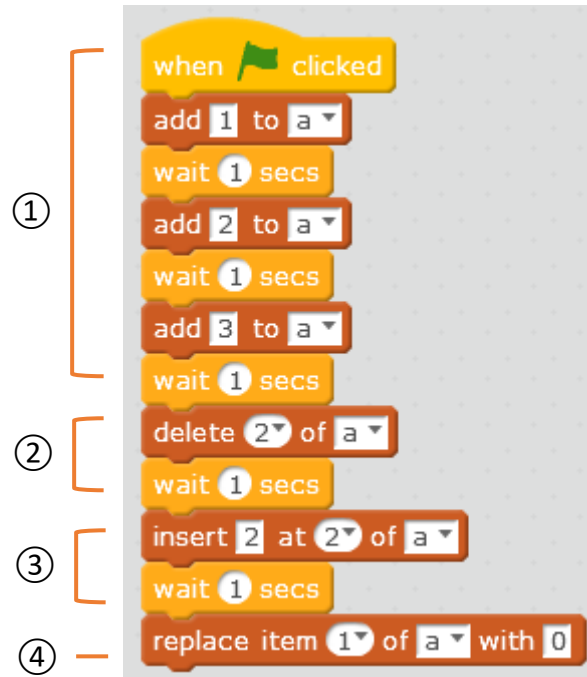 when clicked
add 1 to a
wait 1 secs
①
add 2 to a
wait 1 secs
add 3 to a
wait 1 secs
②
delete 2 of a
wait 1 secs
③
insert 2 at 2 of a
wait 1 secs
④
replace item 1 of a with 0